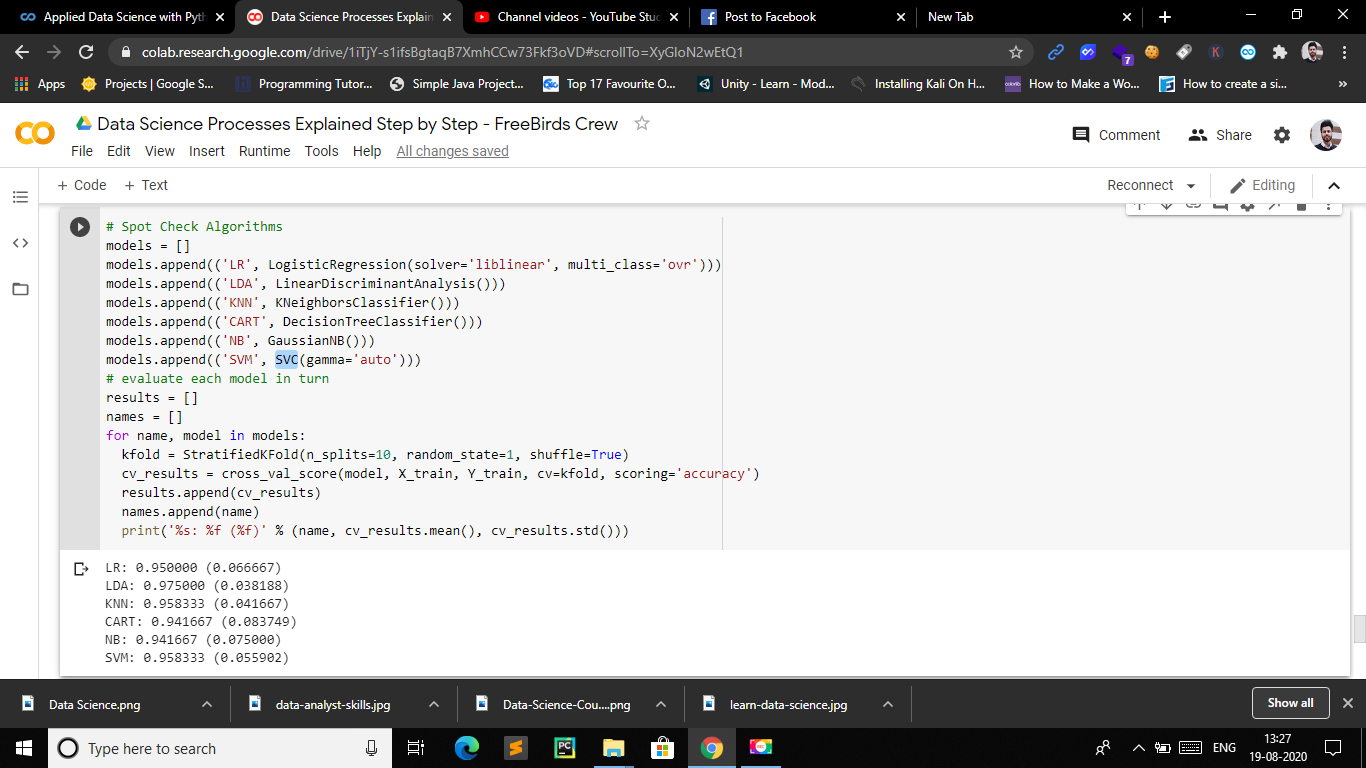 Applied Data Science with Pyth
Data Science Processes Explain
Channel videos - YouTube Stud
Post to Facebook
New Tab
colab.research.google.com/drive/1iTjY-s1ifsBgtaqB7XmhCCw73Fkf3oVD#scrollTo=XyGIoN2wEtQ1
7
K
Apps
Projects | Google S...
Programming Tutor...
Simple Java Project...
Top 17 Favourite O...
Unity - Learn - Mod...
Installing Kali On H...
How to Make a Wo...
How to create a si...
Data Science Processes Explained Step by Step - FreeBirds Crew
Comment
Share
File Edit View Insert Runtime Tools Help All changes saved
+ Code + Text
Reconnect
Editing
# Spot Check Algorithms
models = []
models.append(('LR', LogisticRegression(solver='liblinear', multi_class='ovr')))
models.append(('LDA', LinearDiscriminantAnalysis()))
models.append(('KNN', KNeighborsClassifier()))
models.append(('CART', DecisionTreeClassifier()))
models.append(('NB', GaussianNB()))
models.append(('SVM', SVC(gamma='auto')))
# evaluate each model in turn
results = []
names = []
for name, model in models:
  kfold = StratifiedKFold(n_splits=10, random_state=1, shuffle=True)
  cv_results = cross_val_score(model, X_train, Y_train, cv=kfold, scoring='accuracy')
  results.append(cv_results)
  names.append(name)
  print('%s: %f (%f)' % (name, cv_results.mean(), cv_results.std()))
LR: 0.950000 (0.066667)
LDA: 0.975000 (0.038188)
KNN: 0.958333 (0.041667)
CART: 0.941667 (0.083749)
NB: 0.941667 (0.075000)
SVM: 0.958333 (0.055902)
Data Science.png
data-analyst-skills.jpg
Data-Science-Cou....png
learn-data-science.jpg
Show all
Type here to search
PC
ENG
13:27
19-08-2020